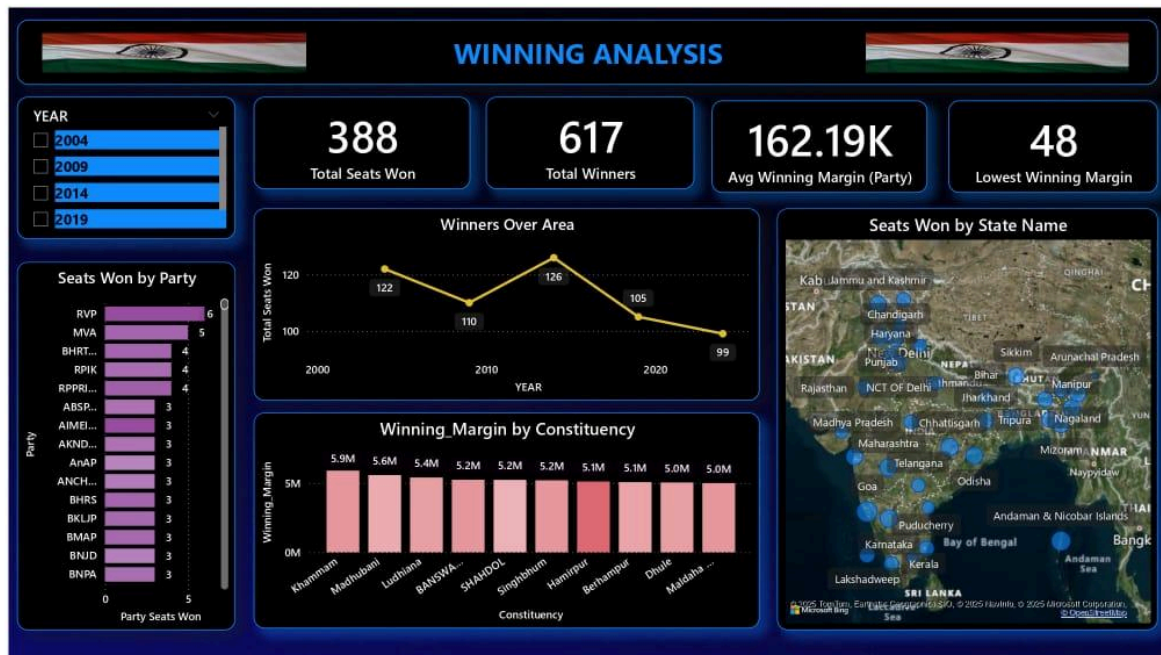 WINNING ANALYSIS
YEAR
2004
2009
2014
2019
388
Total Seats Won
617
Total Winners
162.19K
Avg Winning Margin (Party)
48
Lowest Winning Margin
Seats Won by Party
Party
RVP 6
MVA 5
BHRT... 4
RPIK 4
RPPRI... 4
ABSP... 3
AIMEI... 3
AKND... 3
AnAP 3
ANCH... 3
BHRS 3
BKLJP 3
BMAP 3
BNJD 3
BNPA 3
0 5
Party Seats Won
Winners Over Area
Total Seats Won
120
100
122
110
126
105
99
2000 2010 2020
YEAR
Winning_Margin by Constituency
Winning_Margin
5M
0M
5.9M 5.6M 5.4M 5.2M 5.2M 5.2M 5.1M 5.1M 5.0M 5.0M
Khammam Madhubani Ludhiana BANSWA... SHAHDOL Singhbhum Hamirpur Berhampur Dhule Maldaha ...
Constituency
Seats Won by State Name
Jammu and Kashmir
QINGHAI
Chandigarh
TIBET
Haryana
New Delhi
Punjab
NEPAL
Sikkim
Arunachal Pradesh
Bihar
Rajasthan
NCT OF Delhi
Jharkhand
Manipur
Madhya Pradesh
Chhattisgarh
Tripura
Nagaland
INDIA
Maharashtra
Mizoram
Telangana
Naypyidaw
Goa
Odisha
Puducherry
Andaman & Nicobar Islands
Karnataka
Bay of Bengal
Kerala
Andaman
Sea
Lakshadweep
SRI LANKA
Microsoft Bing
© OpenStreetMap